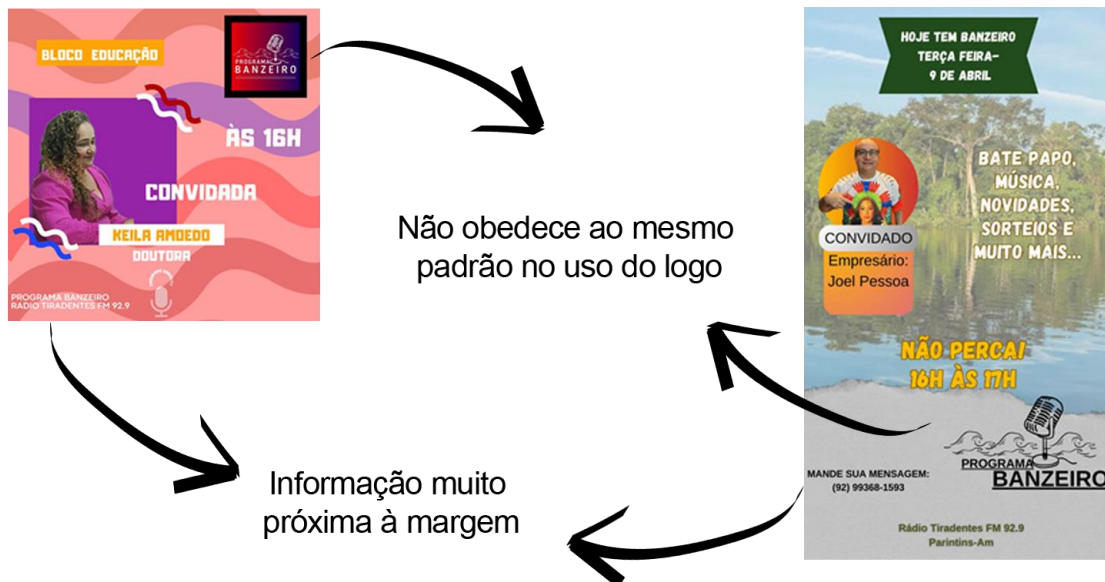 BLOCO EDUCAÇÃO
PROGRAMA
BANZEIRO
ÀS 16H
CONVIDADA
KEILA AMOEDO
DOUTORA
PROGRAMA BANZEIRO
RADIO TIRADENTES FM 92.9
Não obedece ao mesmo
padrão no uso do logo
Informação muito
próxima à margem
HOJE TEM BANZEIRO
TERÇA FEIRA-
9 DE ABRIL
BATE PAPO,
MÚSICA,
NOVIDADES,
SORTEIOS E
MUITO MAIS...
CONVIDADO
Empresário:
Joel Pessoa
NÃO PERCA!
16H ÀS 17H
PROGRAMA
BANZEIRO
MANDE SUA MENSAGEM:
(92) 99368-1593
Rádio Tiradentes FM 92.9
Parintins-Am